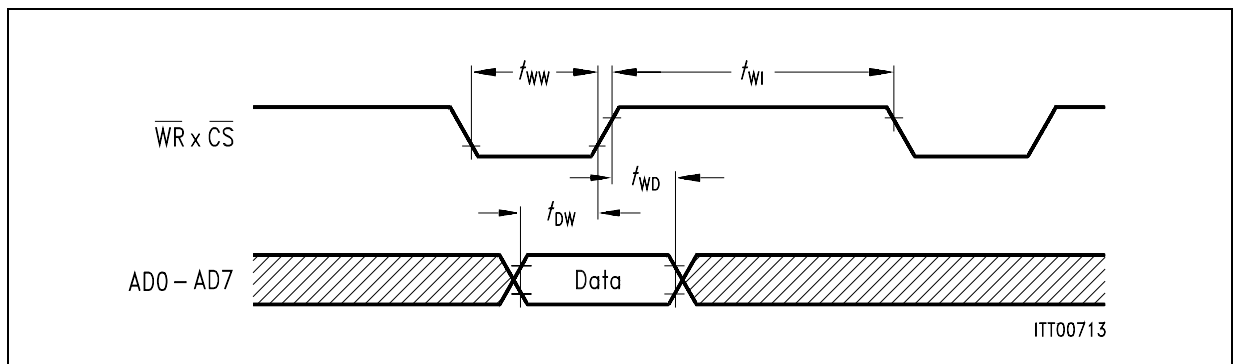 tWW
tWI
WR x CS
tWD
tDW
AD0 – AD7
Data
ITT00713